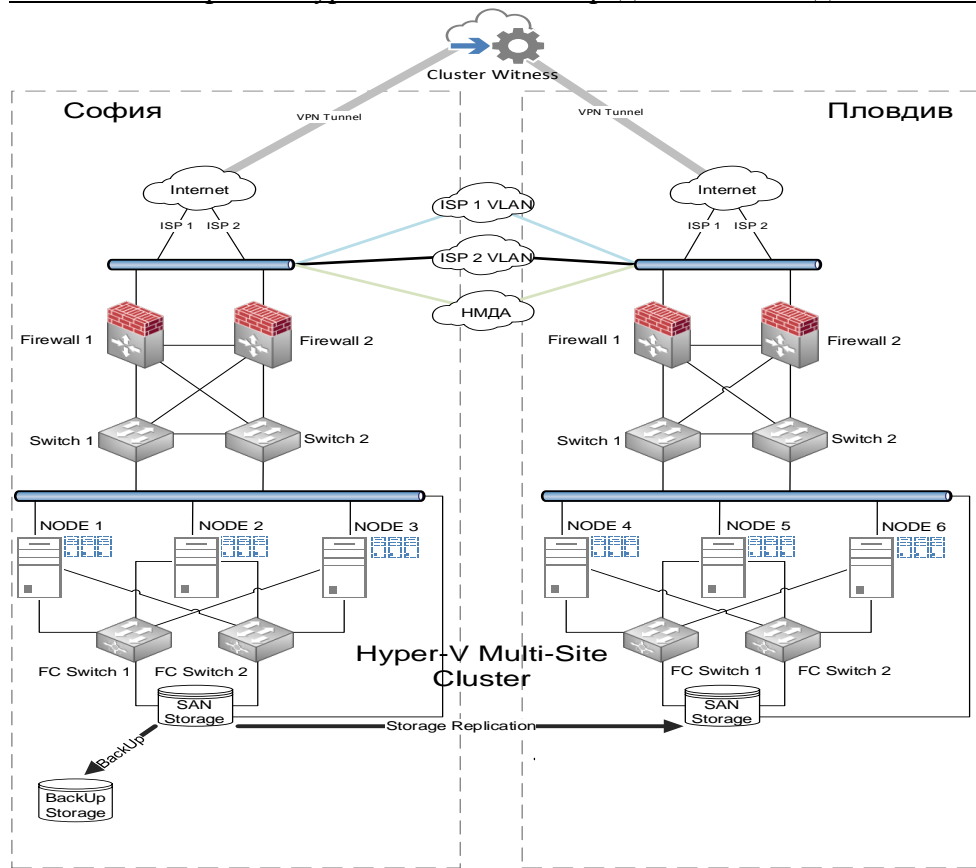 Cluster Witness
София
Пловдив
VPN Tunnel
VPN Tunnel
Internet
Internet
ISP 1 VLAN
ISP 1 ISP 2
ISP 1 ISP 2
ISP 2 VLAN
НМДА
Firewall 1
Firewall 2
Firewall 1
Firewall 2
Switch 1
Switch 2
Switch 1
Switch 2
NODE 1
NODE 2
NODE 3
NODE 4
NODE 5
NODE 6
FC Switch 1
FC Switch 2
Hyper-V Multi-Site
Cluster
FC Switch 1
FC Switch 2
SAN
Storage
SAN
Storage
Storage Replication
BackUp
BackUp
Storage